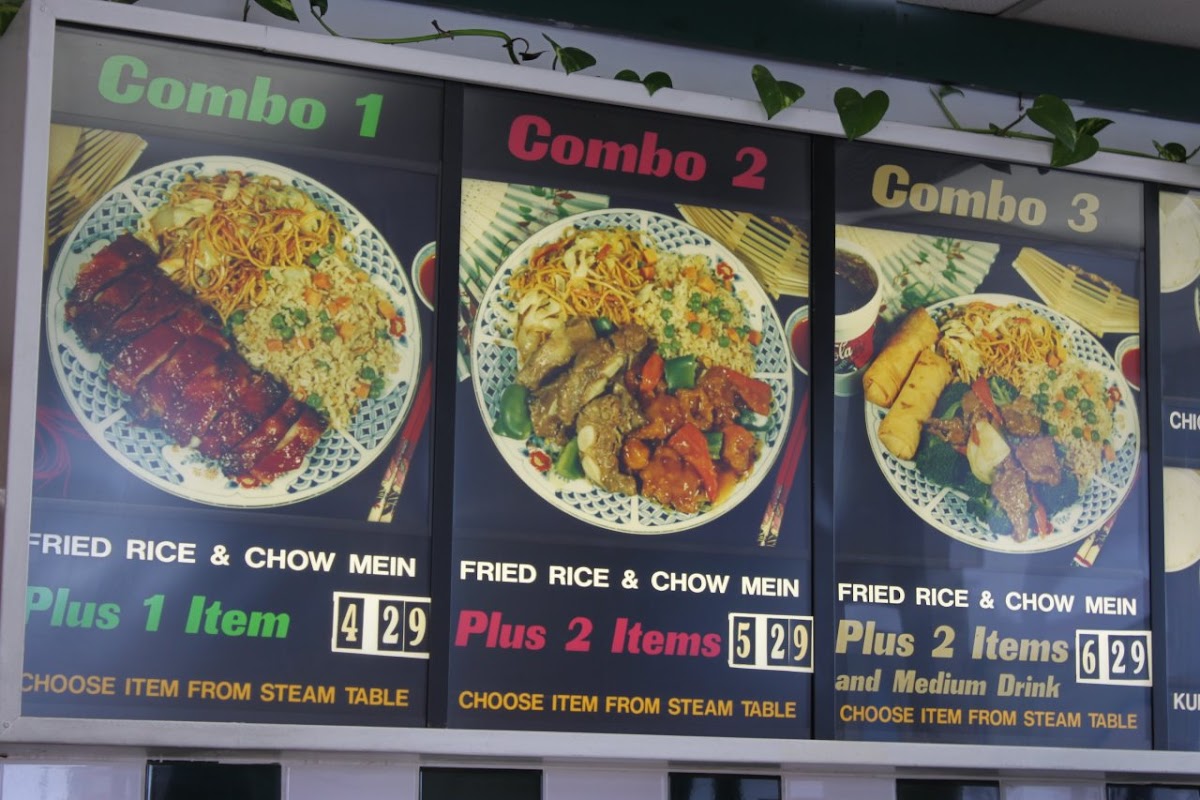 Combo 1
FRIED RICE & CHOW MEIN
Plus 1 Item
4 29
CHOOSE ITEM FROM STEAM TABLE
Combo 2
FRIED RICE & CHOW MEIN
Plus 2 Items
5 29
CHOOSE ITEM FROM STEAM TABLE
Combo 3
FRIED RICE & CHOW MEIN
Plus 2 Items
6 29
and Medium Drink
CHOOSE ITEM FROM STEAM TABLE